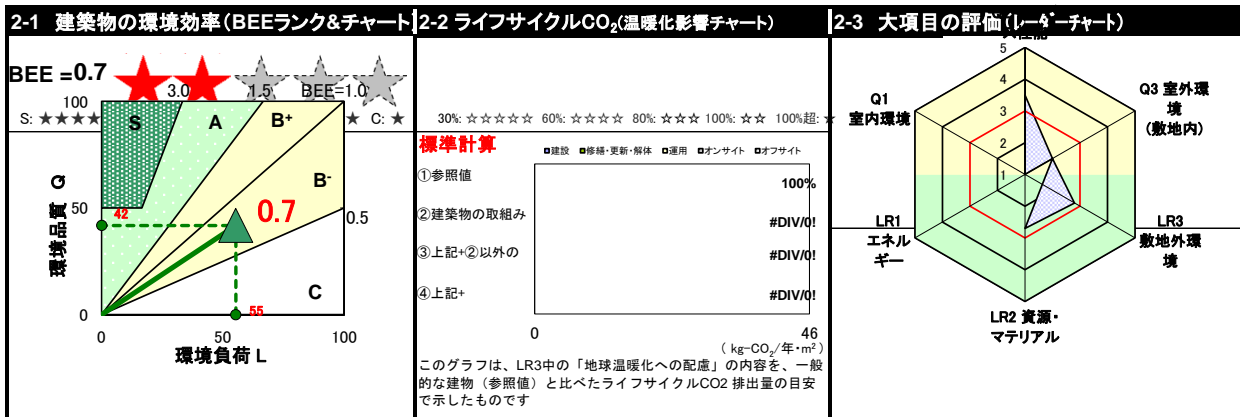 2-1 建築物の環境効率(BEEランク&チャート)
BEE = 0.7
3.0
1.5
BEE=1.0
100
S: ★★★★
★ C: ★
S
A
B+
B-
0.5
C
50
42
0.7
55
0
0
50
100
環境品質 Q
環境負荷 L
2-2 ライフサイクルCO2(温暖化影響チャート)
30%: ☆☆☆☆☆ 60%: ☆☆☆☆ 80%: ☆☆☆ 100%: ☆☆ 100%超: ★
標準計算
■建設 ■修繕・更新・解体 □運用 □オンサイト □オフサイト
①参照値
100%
②建築物の取組み
#DIV/0!
③上記+②以外の
#DIV/0!
④上記+
#DIV/0!
0
46
( kg-CO2/年・m2 )
このグラフは、LR3中の「地球温暖化への配慮」の内容を、一般
的な建物(参照値)と比べたライフサイクルCO2 排出量の目安
で示したものです
2-3 大項目の評価(レーダーチャート)
5
4
3
2
1
Q1
室内環境
Q3 室外環
境
(敷地内)
LR1
エネル
ギー
LR3
敷地外環
境
LR2 資源・
マテリアル